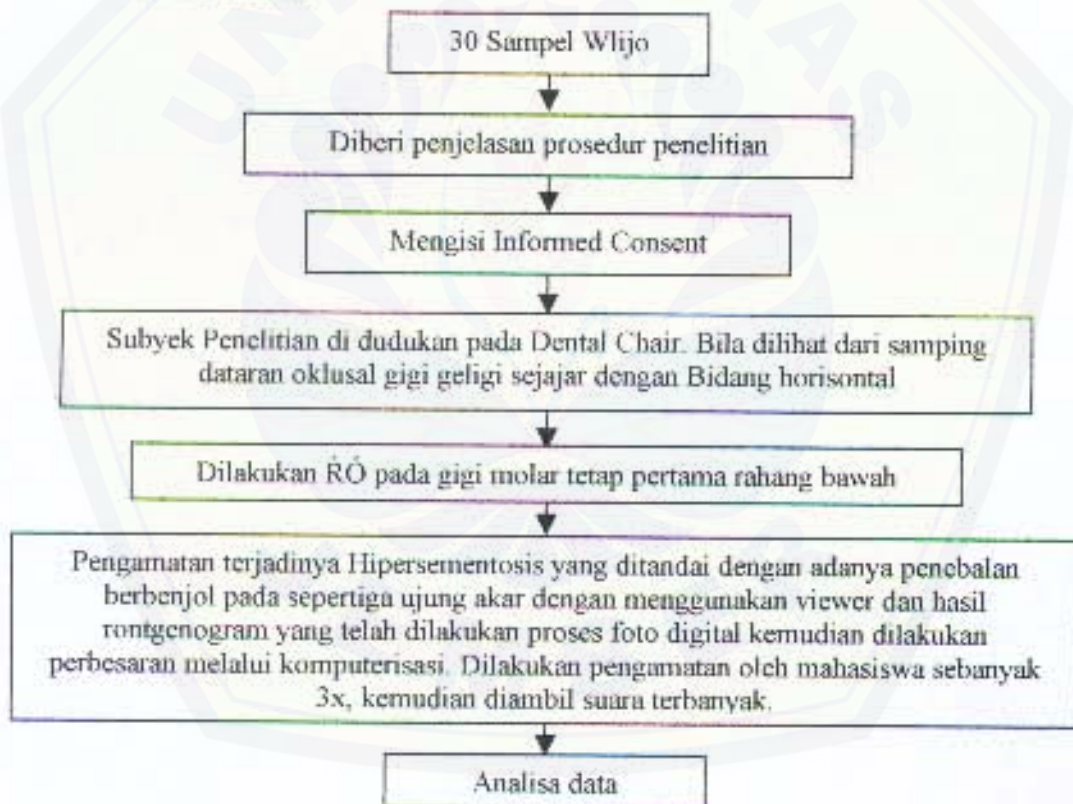 UNIVERSITAS
30 Sampel Wlijo
Diberi penjelasan prosedur penelitian
Mengisi Informed Consent
Subyek Penelitian di dudukan pada Dental Chair. Bila dilihat dari samping
dataran oklusal gigi geligi sejajar dengan Bidang horisontal
Dilakukan RÖ pada gigi molar tetap pertama rahang bawah
Pengamatan terjadinya Hipersementosis yang ditandai dengan adanya penebalan
berbenjol pada sepertiga ujung akar dengan menggunakan viewer dan hasil
rontgenogram yang telah dilakukan proses foto digital kemudian dilakukan
perbesaran melalui komputerisasi. Dilakukan pengamatan oleh mahasiswa sebanyak
3x, kemudian diambil suara terbanyak.
Analisa data